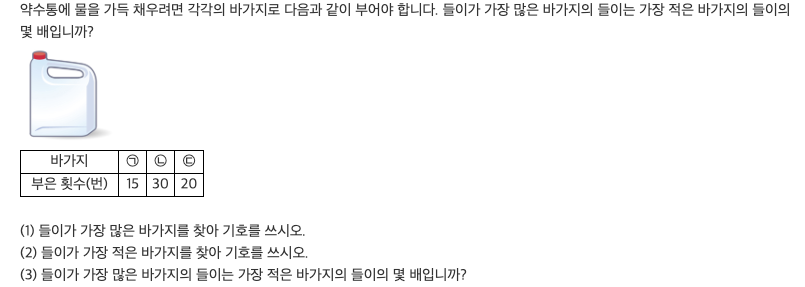 약수통에 물을 가득 채우려면 각각의 바가지로 다음과 같이 부어야 합니다. 들이가 가장 많은 바가지의 들이는 가장 적은 바가지의 들이의
몇 배입니까?
바가지 ㉠ ㉡ ㉢
부은 횟수(번) 15 30 20
(1) 들이가 가장 많은 바가지를 찾아 기호를 쓰시오.
(2) 들이가 가장 적은 바가지를 찾아 기호를 쓰시오.
(3) 들이가 가장 많은 바가지의 들이는 가장 적은 바가지의 들이의 몇 배입니까?